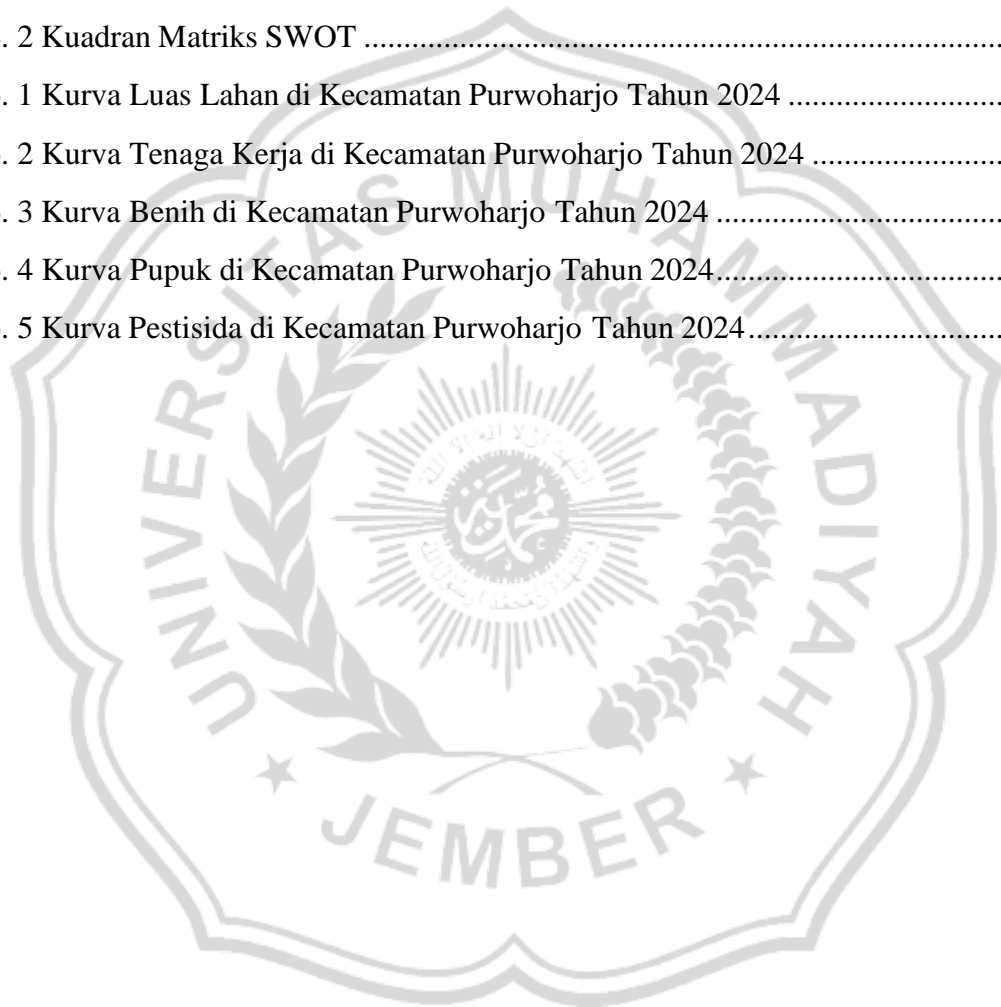 . 2 Kuadran Matriks SWOT ....................................................................................
. 1 Kurva Luas Lahan di Kecamatan Purwoharjo Tahun 2024 ............................
. 2 Kurva Tenaga Kerja di Kecamatan Purwoharjo Tahun 2024 .........................
. 3 Kurva Benih di Kecamatan Purwoharjo Tahun 2024 .....................................
. 4 Kurva Pupuk di Kecamatan Purwoharjo Tahun 2024.....................................
. 5 Kurva Pestisida di Kecamatan Purwoharjo Tahun 2024.................................
UNIVERSITAS MUHAMMADIYAH
JEMBER